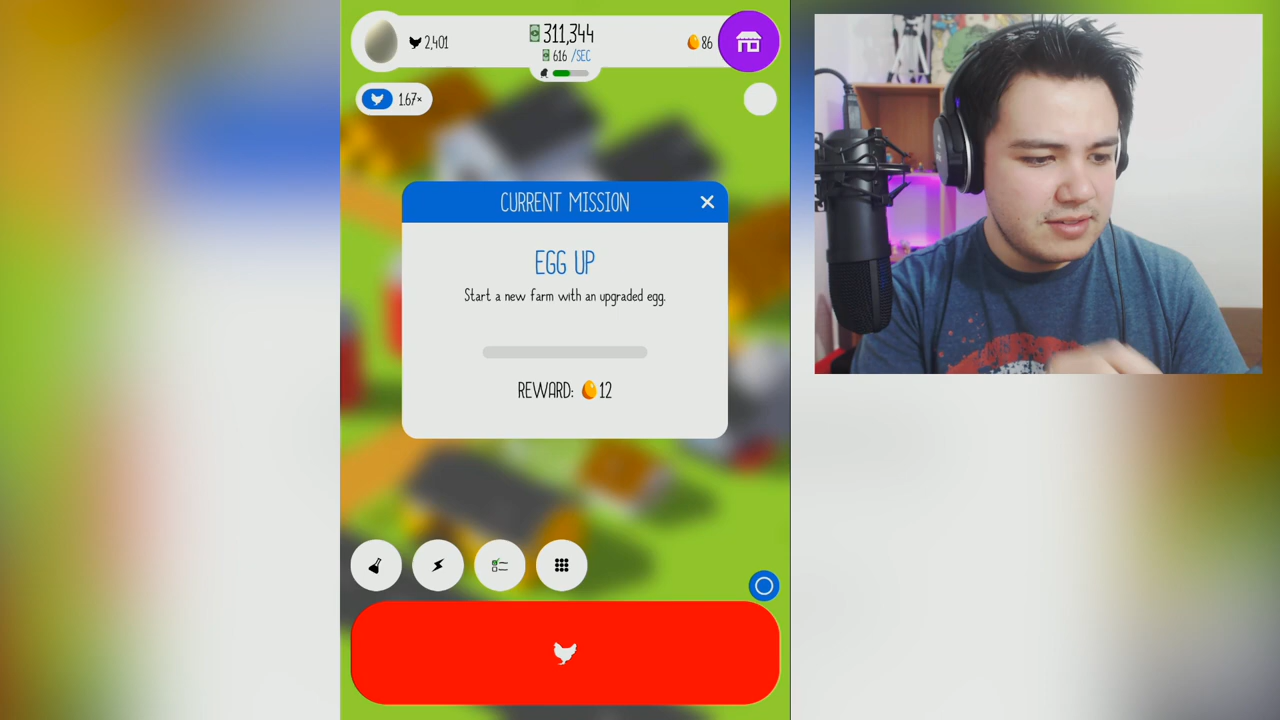 2,401
311,344
616 /SEC
86
1.67×
CURRENT MISSION
EGG UP
Start a new farm with an upgraded egg.
REWARD: 12